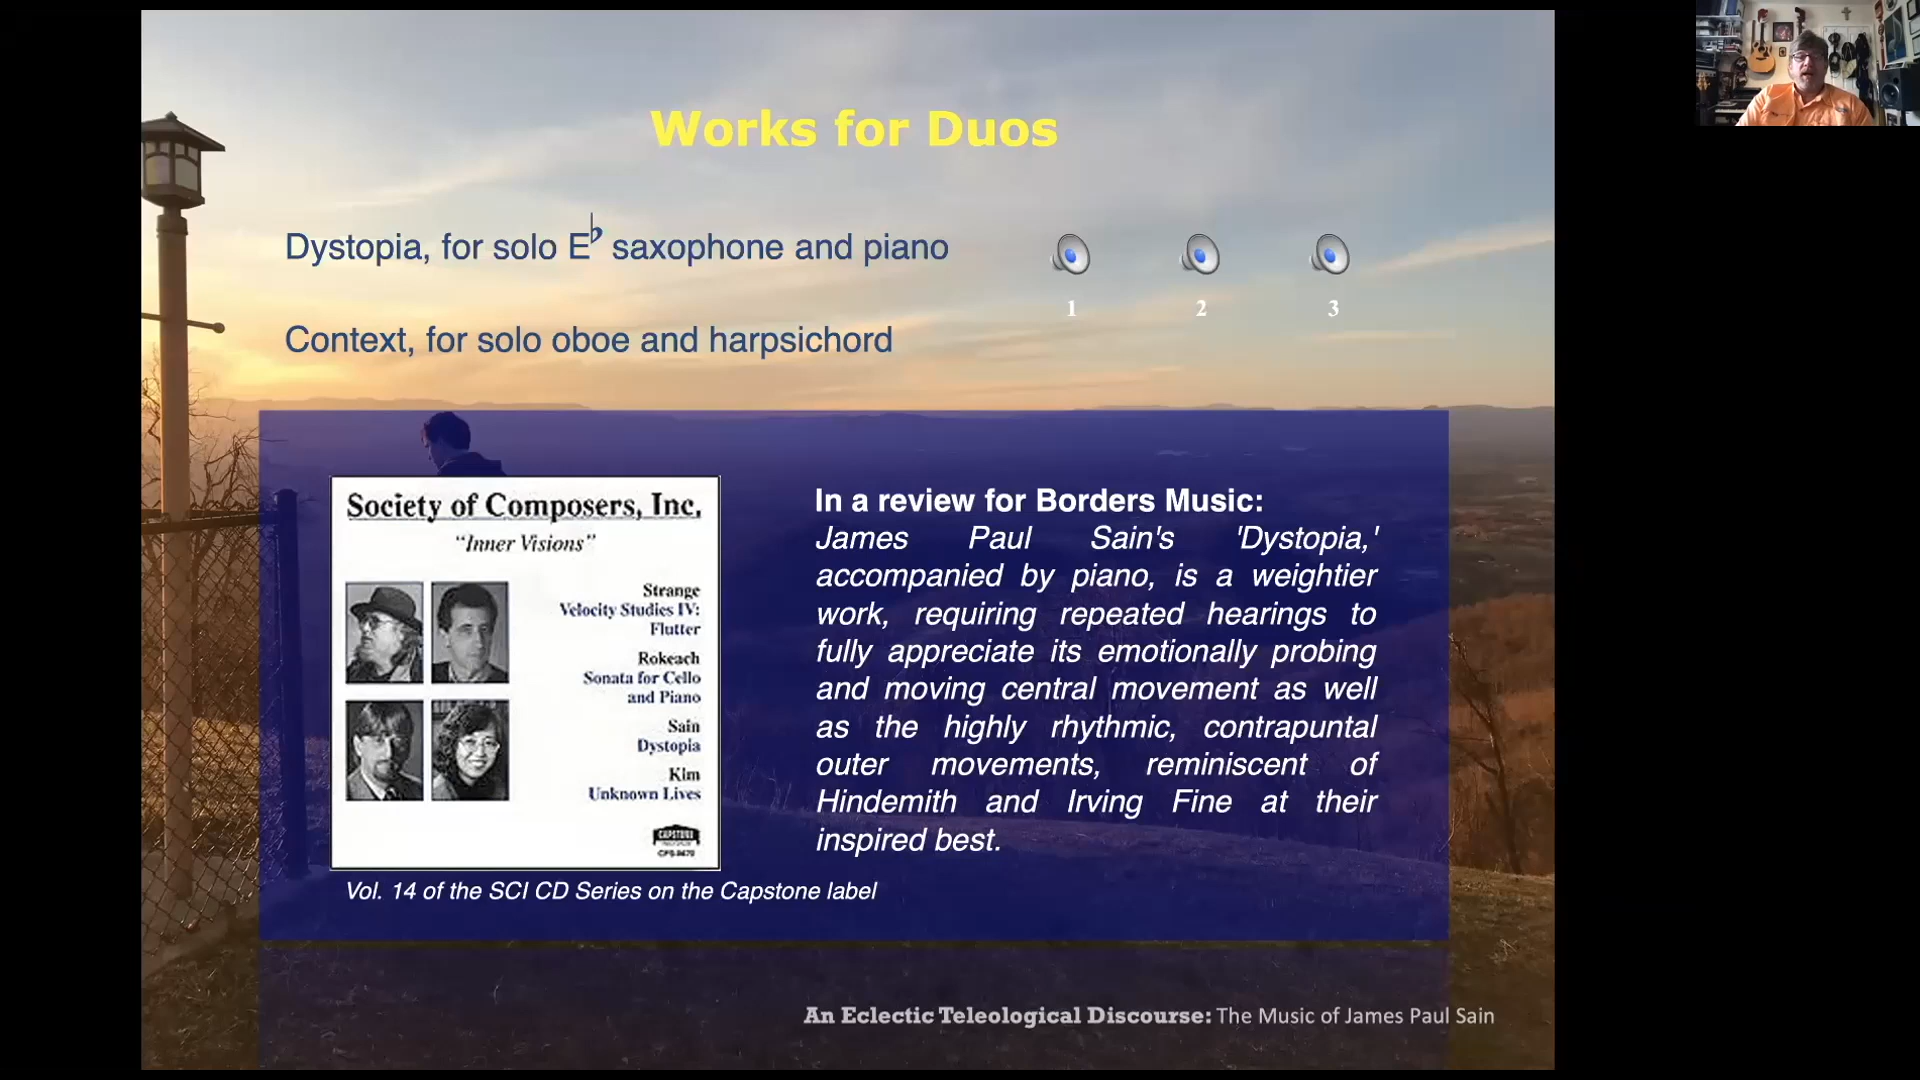 Works for Duos
Dystopia, for solo E♭ saxophone and piano
1 2 3
Context, for solo oboe and harpsichord
Society of Composers, Inc.
“Inner Visions”
Strange
Velocity Studies IV:
Flutter
Rokeach
Sonata for Cello
and Piano
Sain
Dystopia
Kim
Unknown Lives
CAPSTONE
Vol. 14 of the SCI CD Series on the Capstone label
In a review for Borders Music:
James Paul Sain's 'Dystopia,'
accompanied by piano, is a weightier
work, requiring repeated hearings to
fully appreciate its emotionally probing
and moving central movement as well
as the highly rhythmic, contrapuntal
outer movements, reminiscent of
Hindemith and Irving Fine at their
inspired best.
An Eclectic Teleological Discourse: The Music of James Paul Sain